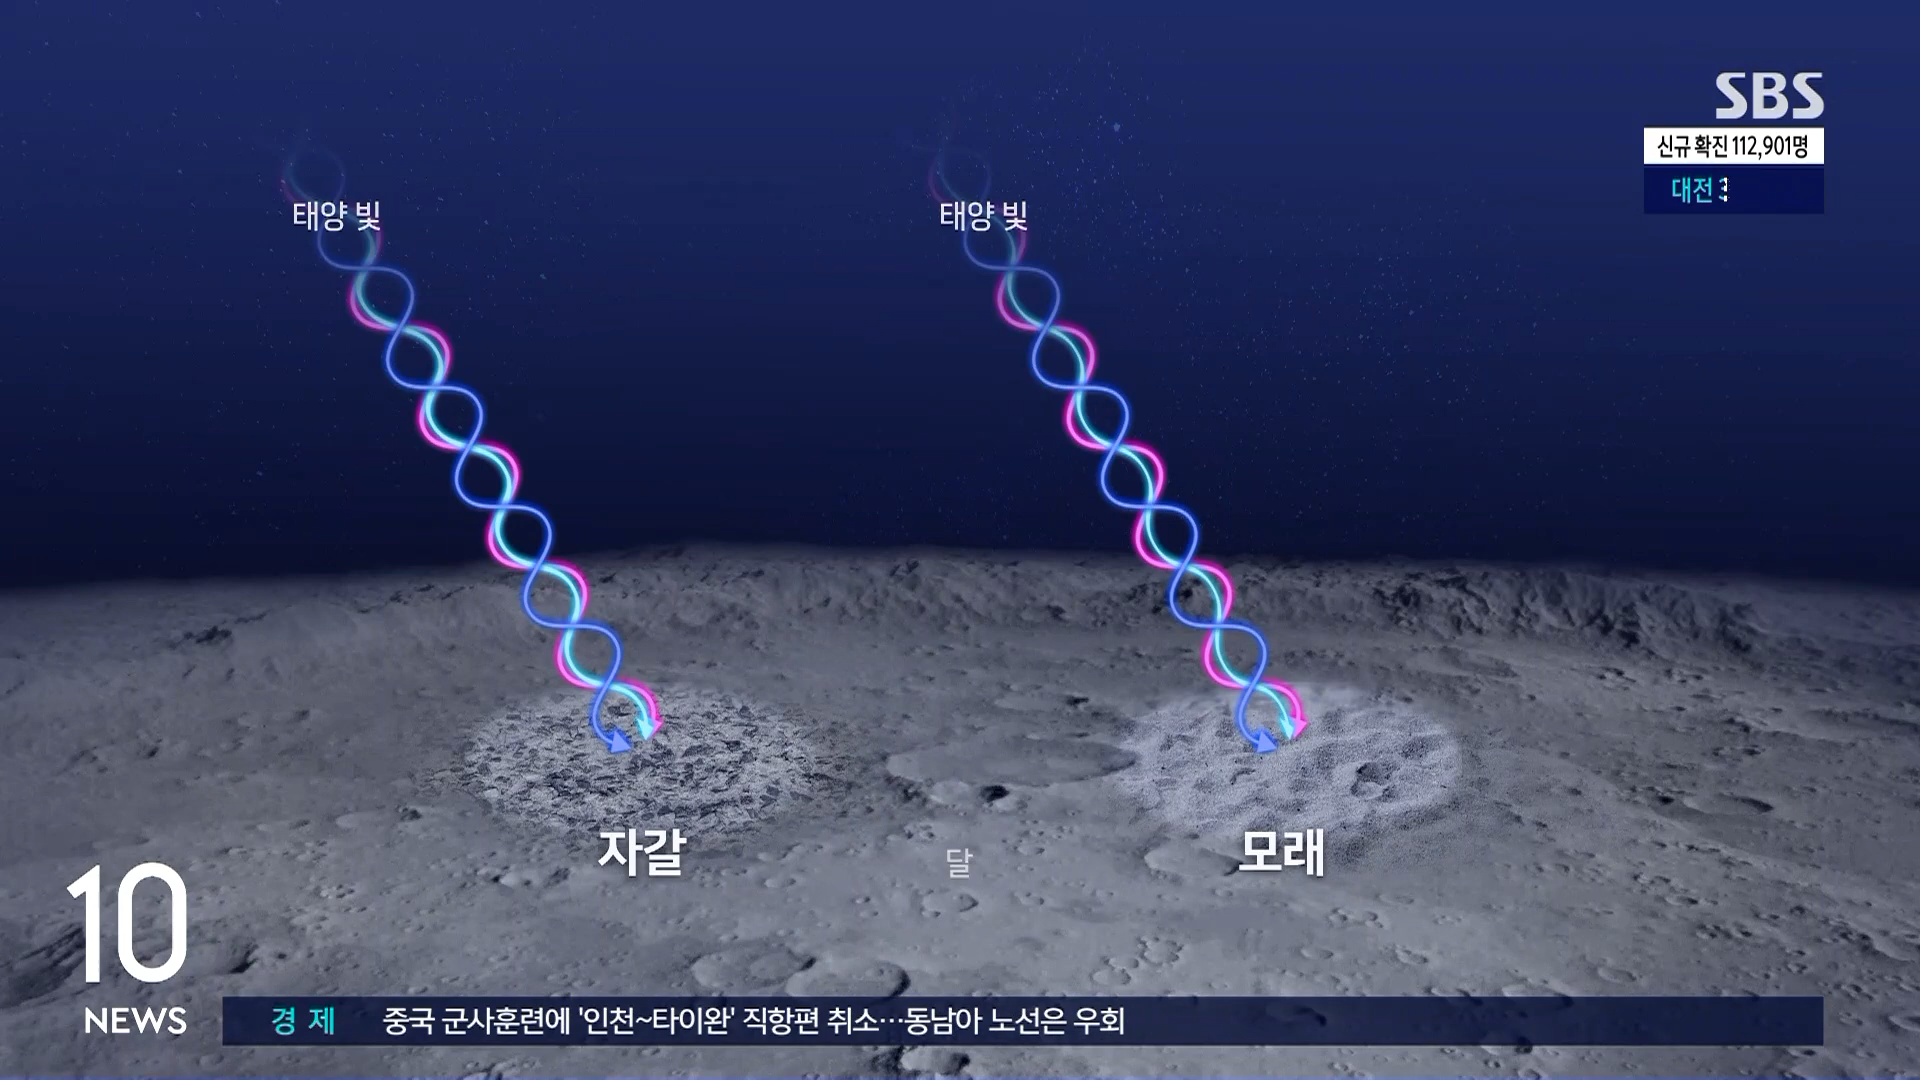 SBS
신규 확진 112,901명
대전
태양 빛
태양 빛
자갈
달
모래
10
NEWS
경제
중국 군사훈련에 '인천~타이완' 직항편 취소…동남아 노선은 우회